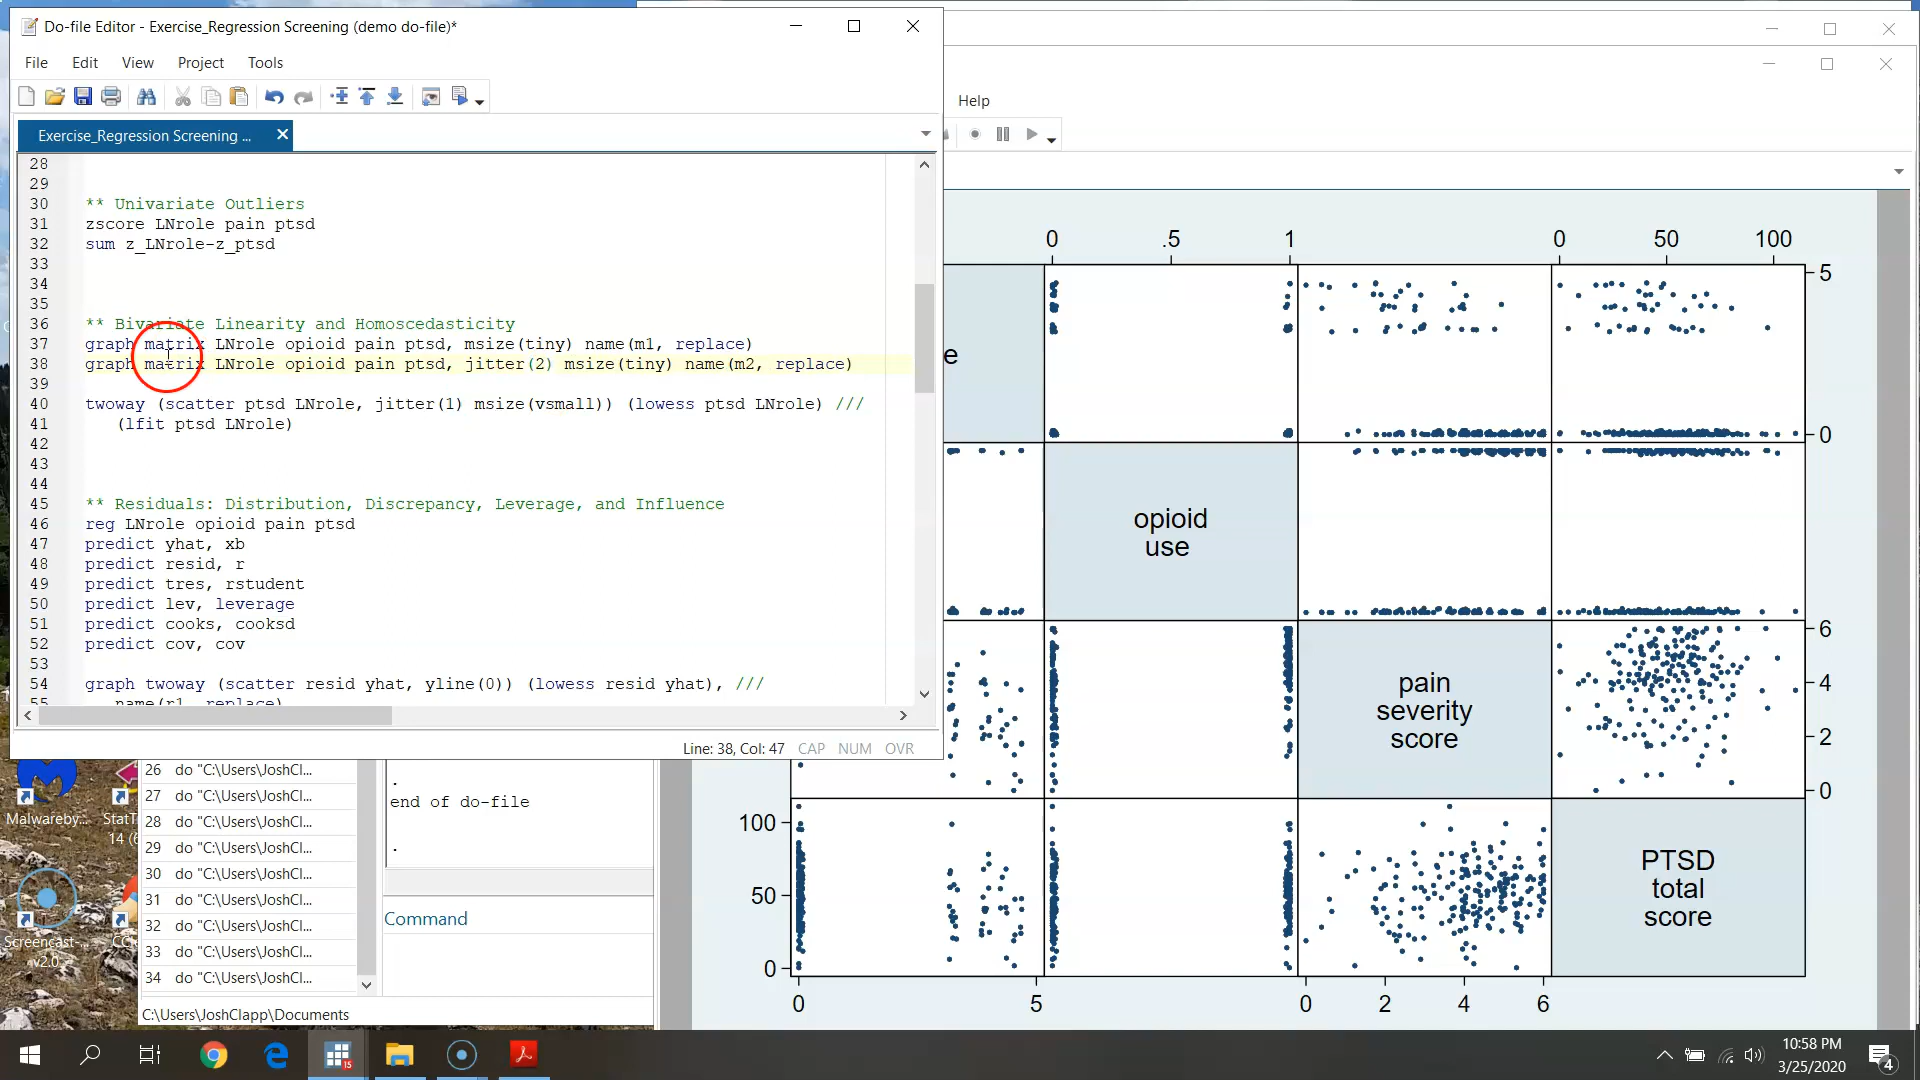 Do-file Editor - Exercise_Regression Screening (demo do-file)*
File Edit View Project Tools
Help
Exercise_Regression Screening ...
28
29
30 ** Univariate Outliers
31 zscore LNrole pain ptsd
32 sum z_LNrole-z_ptsd
33
34
35
36 ** Bivariate Linearity and Homoscedasticity
37 graph matrix LNrole opioid pain ptsd, msize(tiny) name(m1, replace)
38 graph matrix LNrole opioid pain ptsd, jitter(2) msize(tiny) name(m2, replace)
39
40 twoway (scatter ptsd LNrole, jitter(1) msize(vsmall)) (lowess ptsd LNrole) ///
41 (lfit ptsd LNrole)
42
43
44
45 ** Residuals: Distribution, Discrepancy, Leverage, and Influence
46 reg LNrole opioid pain ptsd
47 predict yhat, xb
48 predict resid, r
49 predict tres, rstudent
50 predict lev, leverage
51 predict cooks, cooksd
52 predict cov, cov
53
54 graph twoway (scatter resid yhat, yline(0)) (lowess resid yhat), ///
55 name(r1, replace)
Line: 38, Col: 47 CAP NUM OVR
0 .5 1 0 50 100
5
0
e
opioid
use
pain
severity
score
6
4
2
0
PTSD
total
score
100
50
0
0 5 0 2 4 6
26 do "C:\Users\JoshCl...
27 do "C:\Users\JoshCl...
28 do "C:\Users\JoshCl...
29 do "C:\Users\JoshCl...
30 do "C:\Users\JoshCl...
31 do "C:\Users\JoshCl...
32 do "C:\Users\JoshCl...
33 do "C:\Users\JoshCl...
34 do "C:\Users\JoshCl...
.
end of do-file
.
Command
C:\Users\JoshClapp\Documents
Malwareby...
14 (6
Screencast-...
v2.0
15
10:58 PM
3/25/2020
4